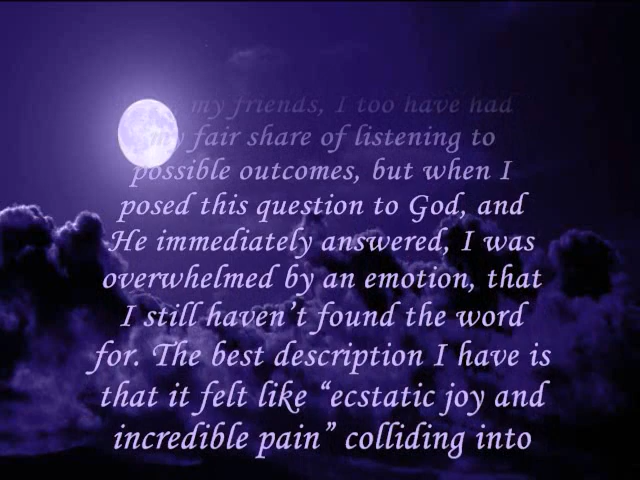 my friends, I too have had
my fair share of listening to
possible outcomes, but when I
posed this question to God, and
He immediately answered, I was
overwhelmed by an emotion, that
I still haven’t found the word
for. The best description I have is
that it felt like “ecstatic joy and
incredible pain” colliding into